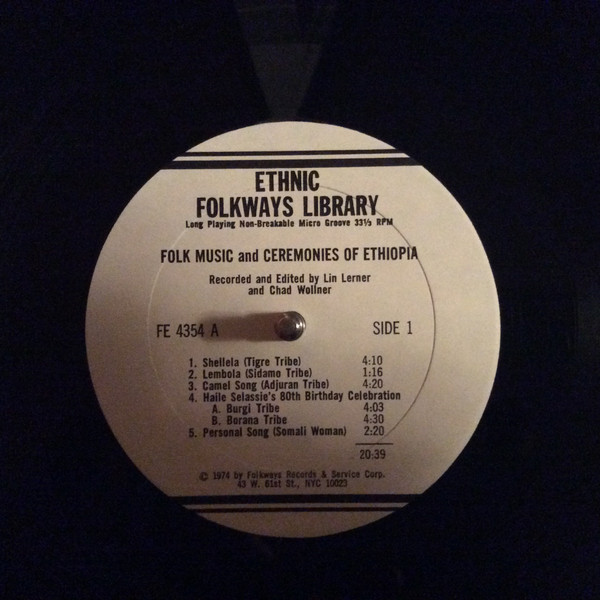 ETHNIC
FOLKWAYS LIBRARY
Long Playing Non-Breakable Micro Groove 33⅓ RPM
FOLK MUSIC and CEREMONIES OF ETHIOPIA
Recorded and Edited by Lin Lerner
and Chad Wollner
FE 4354 A SIDE 1
1. Shellela (Tigre Tribe) 4:10
2. Lembola (Sidamo Tribe) 1:16
3. Camel Song (Adjuran Tribe) 4:20
4. Haile Selassie's 80th Birthday Celebration
A. Burgi Tribe 4:03
B. Borana Tribe 4:30
5. Personal Song (Somali Woman) 2:20
20:39
© 1974 by Folkways Records & Service Corp.
43 W. 61st St., NYC 10023